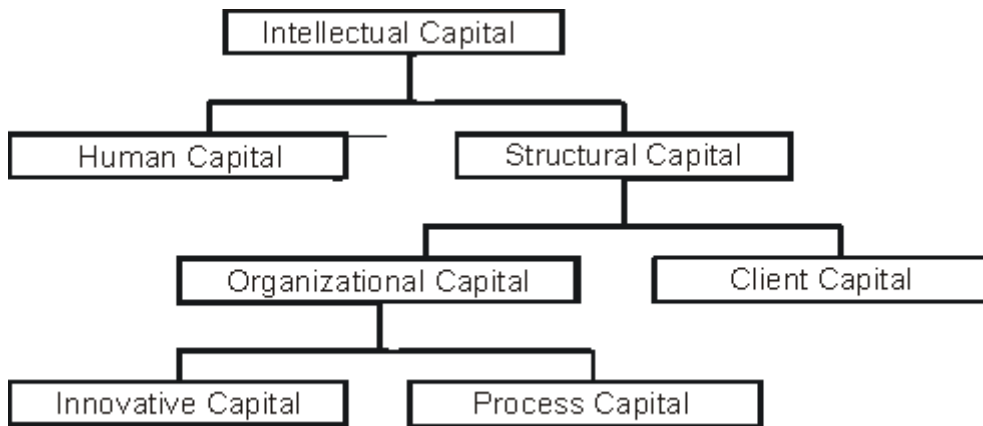 Intellectual Capital
Human Capital
Structural Capital
Organizational Capital
Client Capital
Innovative Capital
Process Capital